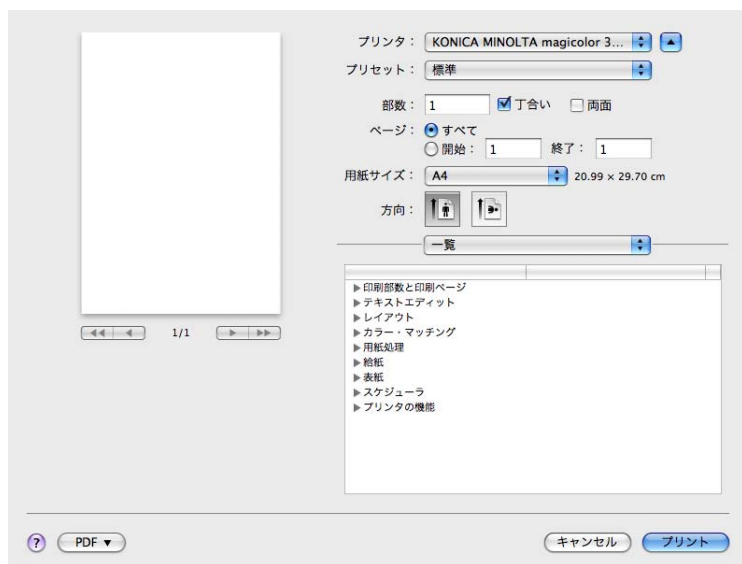 プリンタ： KONICA MINOLTA magicolor 3...
プリセット： 標準
部数： 1 丁合い 両面
ページ： すべて
開始： 1 終了： 1
用紙サイズ： A4 20.99 × 29.70 cm
方向：
一覧
▶印刷部数と印刷ページ
▶テキストエディット
▶レイアウト
▶カラー・マッチング
▶用紙処理
▶給紙
▶表紙
▶スケジューラ
▶プリンタの機能
1/1
? PDF ▼ キャンセル プリント